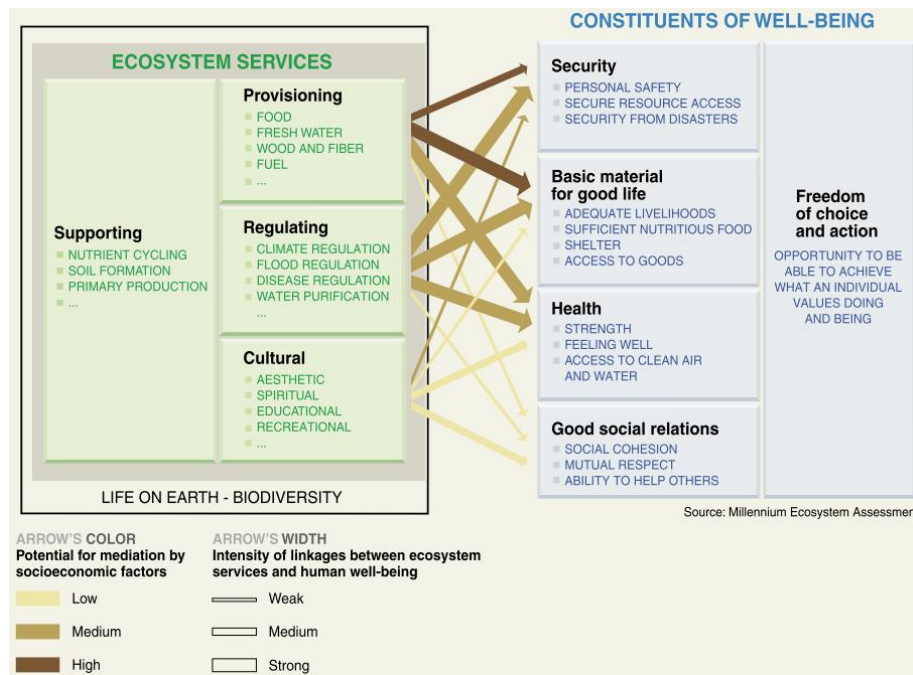 CONSTITUENTS OF WELL-BEING
ECOSYSTEM SERVICES
Supporting
NUTRIENT CYCLING
SOIL FORMATION
PRIMARY PRODUCTION
...
Provisioning
FOOD
FRESH WATER
WOOD AND FIBER
FUEL
...
Regulating
CLIMATE REGULATION
FLOOD REGULATION
DISEASE REGULATION
WATER PURIFICATION
...
Cultural
AESTHETIC
SPIRITUAL
EDUCATIONAL
RECREATIONAL
...
LIFE ON EARTH - BIODIVERSITY
Security
PERSONAL SAFETY
SECURE RESOURCE ACCESS
SECURITY FROM DISASTERS
Basic material
for good life
ADEQUATE LIVELIHOODS
SUFFICIENT NUTRITIOUS FOOD
SHELTER
ACCESS TO GOODS
Health
STRENGTH
FEELING WELL
ACCESS TO CLEAN AIR
AND WATER
Good social relations
SOCIAL COHESION
MUTUAL RESPECT
ABILITY TO HELP OTHERS
Freedom
of choice
and action
OPPORTUNITY TO BE
ABLE TO ACHIEVE
WHAT AN INDIVIDUAL
VALUES DOING
AND BEING
Source: Millennium Ecosystem Assessmen
ARROW'S COLOR
Potential for mediation by
socioeconomic factors
Low
Medium
High
ARROW'S WIDTH
Intensity of linkages between ecosystem
services and human well-being
Weak
Medium
Strong